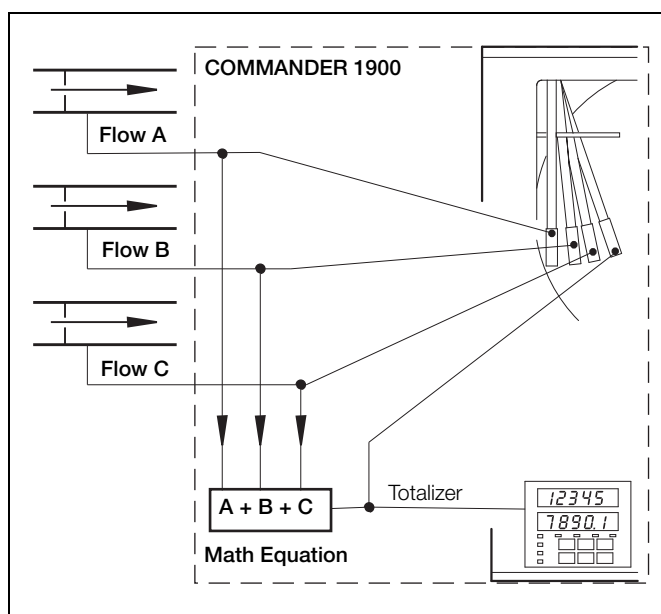 COMMANDER 1900
Flow A
Flow B
Flow C
A + B + C
Totalizer
12345
7890.1
Math Equation